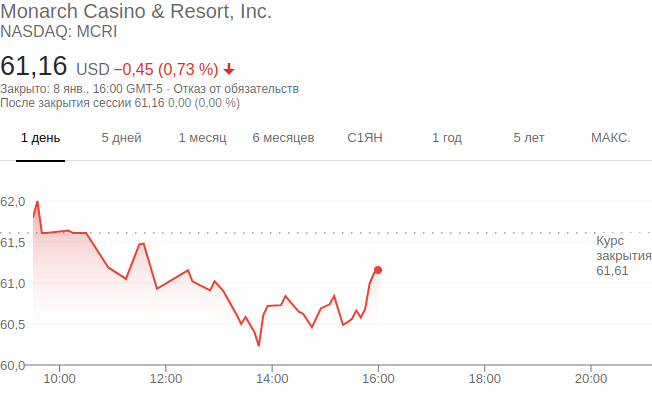 Monarch Casino & Resort, Inc.
NASDAQ: MCRI
61,16 USD −0,45 (0,73 %)
Закрыто: 8 янв., 16:00 GMT-5 · Отказ от обязательств
После закрытия сессии 61,16 0,00 (0,00 %)
1 день 5 дней 1 месяц 6 месяцев С1ЯН 1 год 5 лет МАКС.
62,0
61,5
Курс
закрытия
61,61
61,0
60,5
60,0
10:00 12:00 14:00 16:00 18:00 20:00